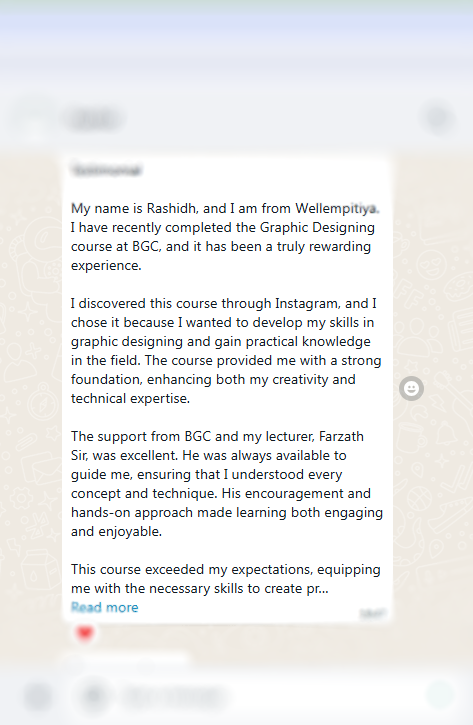 Testimonial
My name is Rashidh, and I am from Wellempitiya.
I have recently completed the Graphic Designing
course at BGC, and it has been a truly rewarding
experience.
I discovered this course through Instagram, and I
chose it because I wanted to develop my skills in
graphic designing and gain practical knowledge
in the field. The course provided me with a strong
foundation, enhancing both my creativity and
technical expertise.
The support from BGC and my lecturer, Farzath
Sir, was excellent. He was always available to
guide me, ensuring that I understood every
concept and technique. His encouragement and
hands-on approach made learning both engaging
and enjoyable.
This course exceeded my expectations, equipping
me with the necessary skills to create pr...
Read more